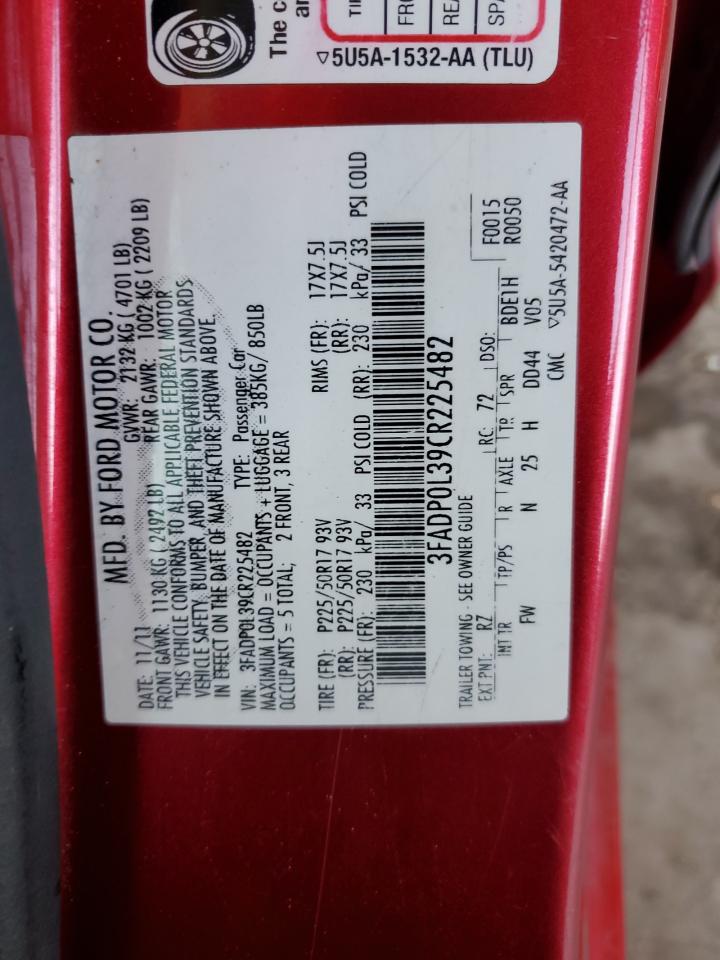 The c
an
TI
FRO
REA
SPA
▽5U5A-1532-AA (TLU)
MFD. BY FORD MOTOR CO.
DATE: 11/11 GVWR: 2132 KG ( 4701 LB)
FRONT GAWR: 1130 KG ( 2492 LB) REAR GAWR: 1002 KG ( 2209 LB)
THIS VEHICLE CONFORMS TO ALL APPLICABLE FEDERAL MOTOR
VEHICLE SAFETY, BUMPER, AND THEFT PREVENTION STANDARDS
IN EFFECT ON THE DATE OF MANUFACTURE SHOWN ABOVE.
VIN: 3FADP0L39CR225482 TYPE: Passenger Car
MAXIMUM LOAD = OCCUPANTS + LUGGAGE = 385KG/ 850LB
OCCUPANTS = 5 TOTAL; 2 FRONT, 3 REAR
TIRE (FR): P225/50R17 93V RIMS (FR): 17X7.5J
(RR): P225/50R17 93V (RR): 17X7.5J
PRESSURE (FR): 230 kPa/ 33 PSI COLD (RR): 230 kPa/ 33 PSI COLD
3FADP0L39CR225482
TRAILER TOWING - SEE OWNER GUIDE F0015
EXT PNT: RZ RC: 72 DSO: R0050
INT TR TP/PS R AXLE TR SPR BDE1H
FW N 25 H DD44 V05
CMC ▽5U5A-5420472-AA